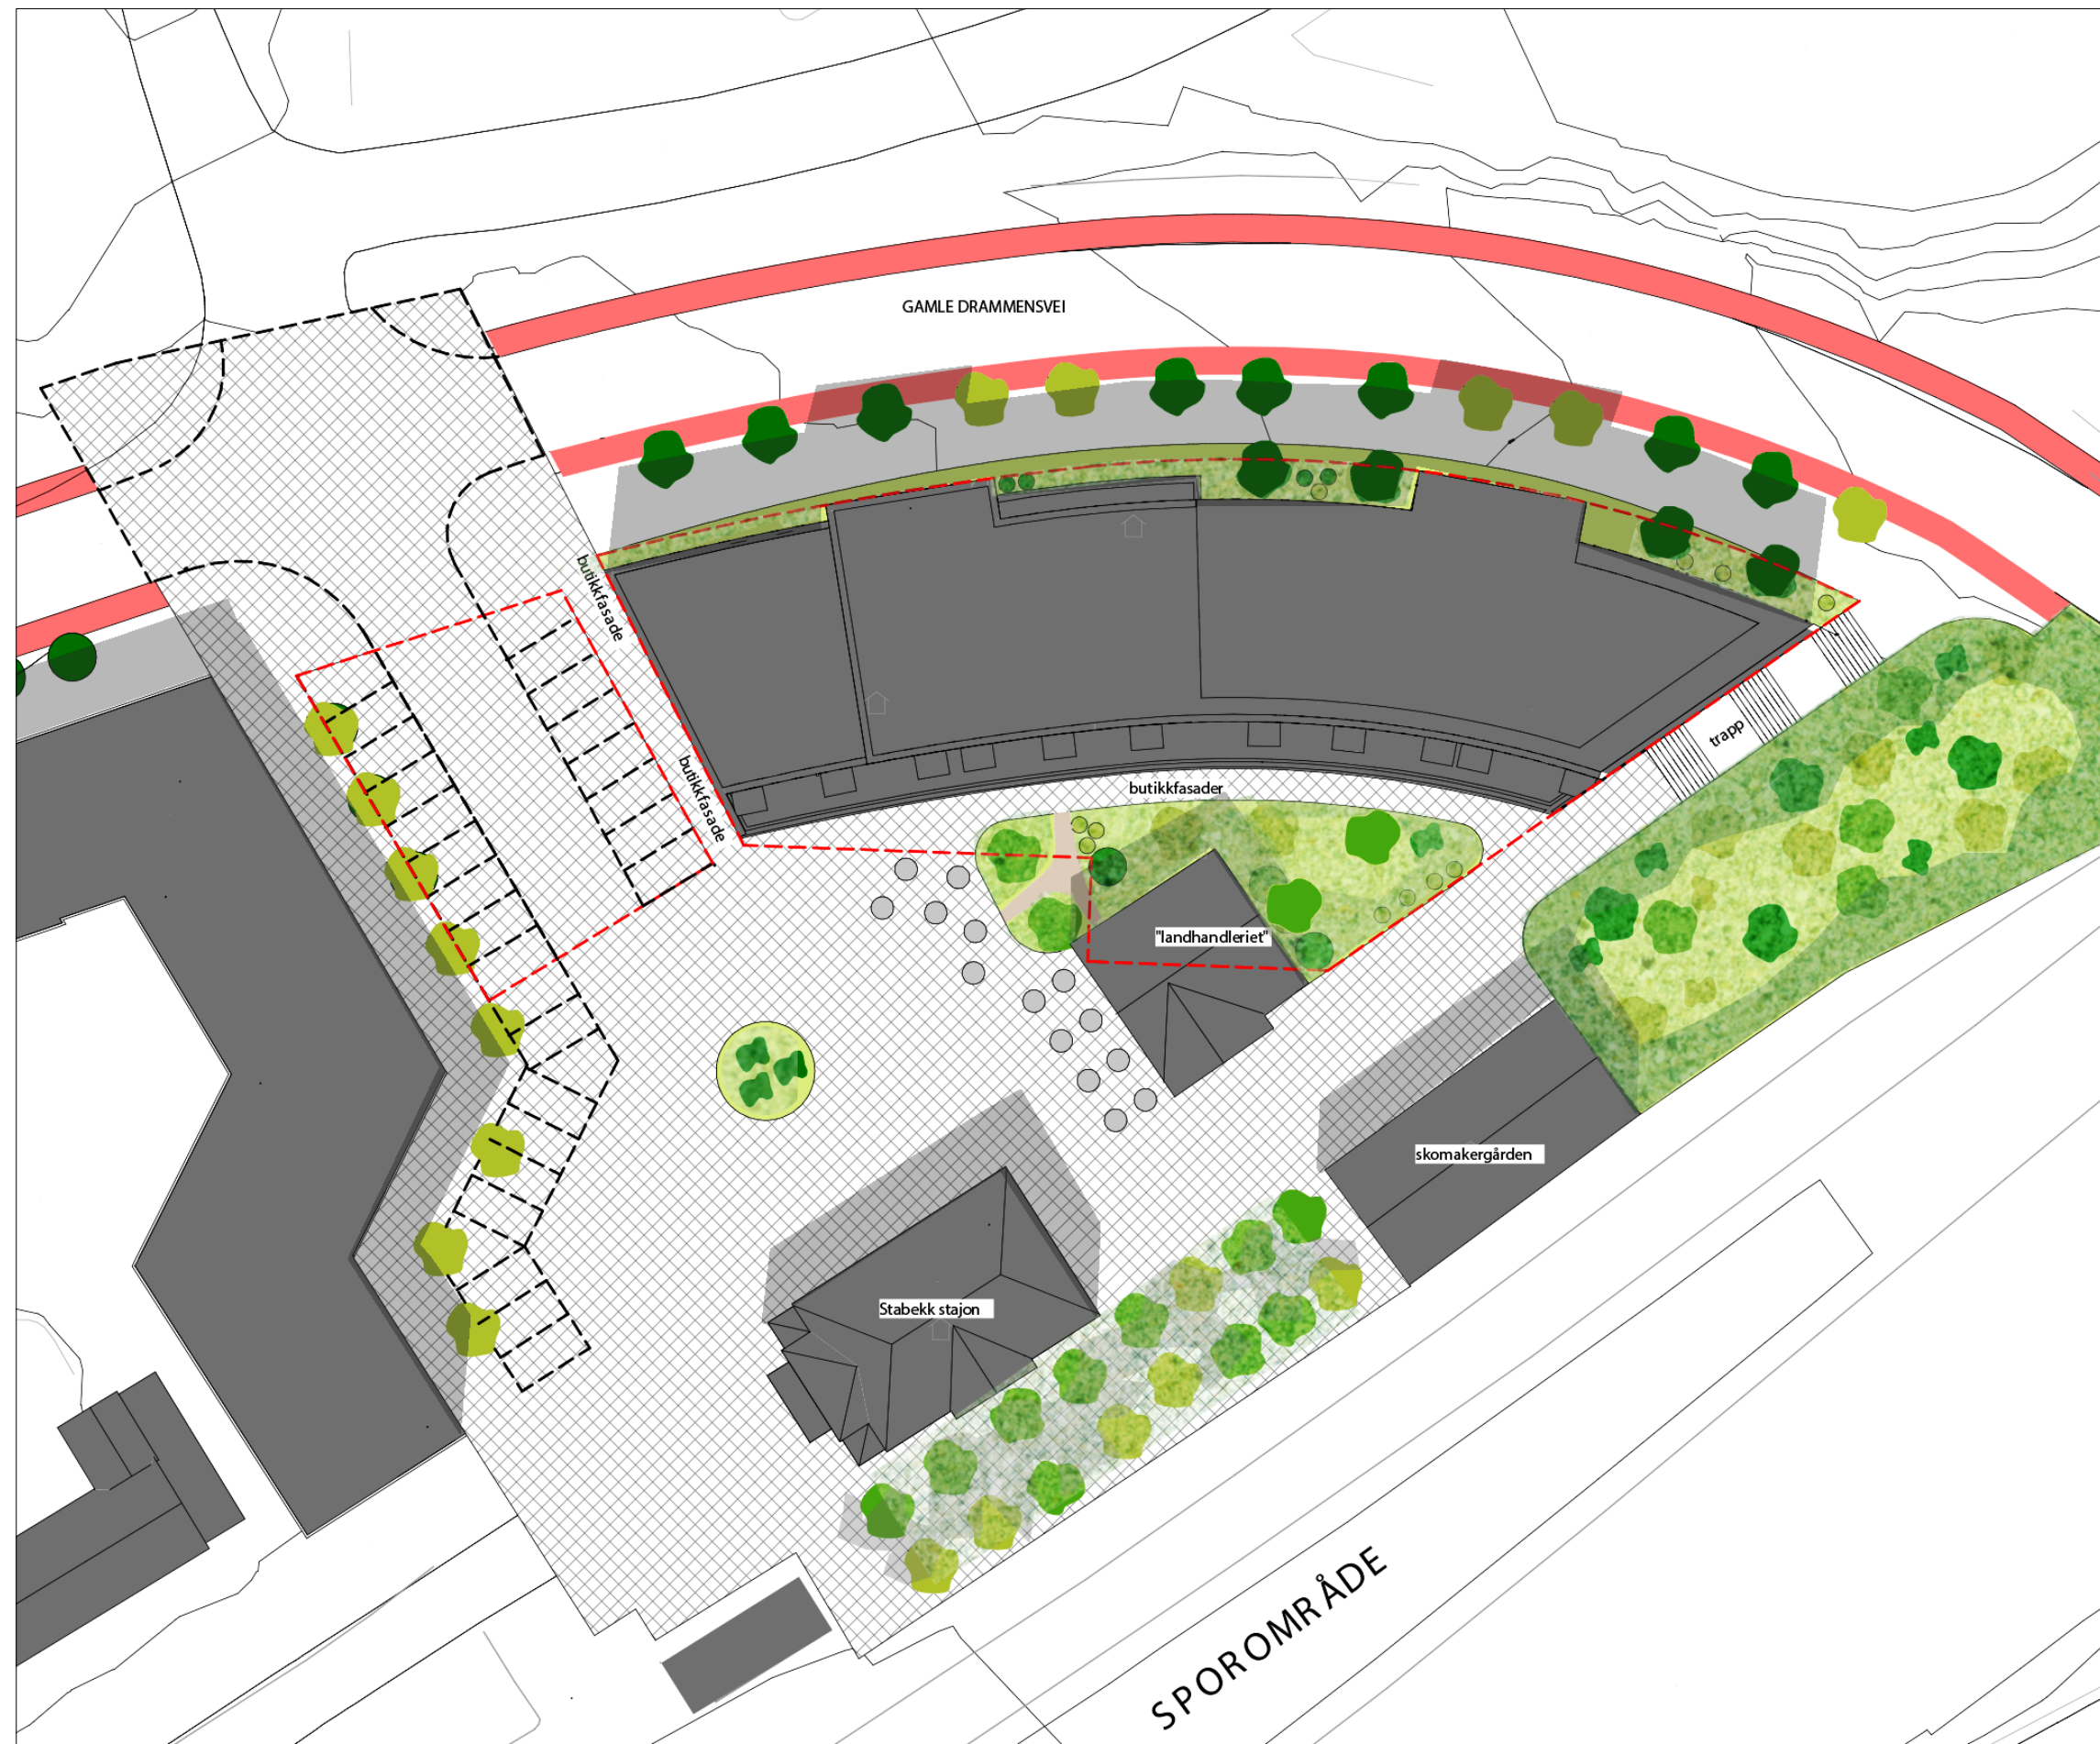 GAMLE DRAMMENSVEI
butikkfasade
butikkfasade
trapp
butikkfasader
"landhandleriet"
skomakergården
Stabekk stajon
SPOROMRÅDE